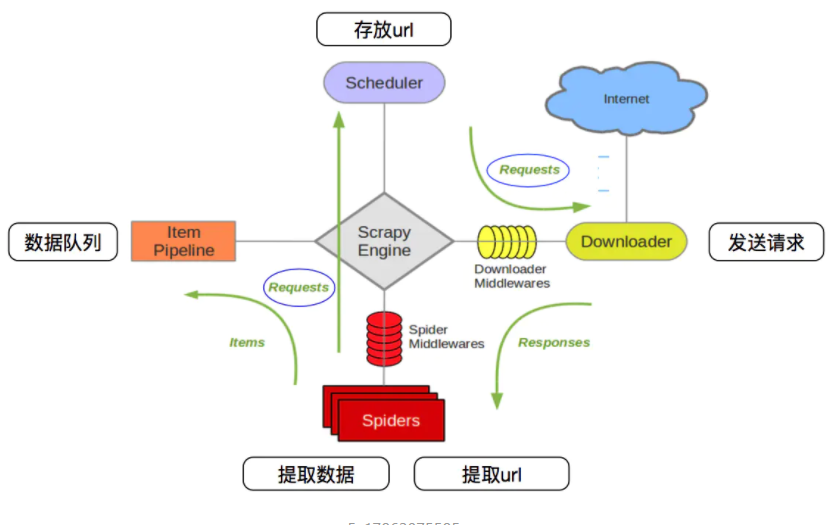 存放url
Scheduler
Internet
Requests
数据队列
Item
Pipeline
Scrapy
Engine
Downloader
发送请求
Downloader
Middlewares
Requests
Items
Spider
Middlewares
Responses
Spiders
提取数据
提取url